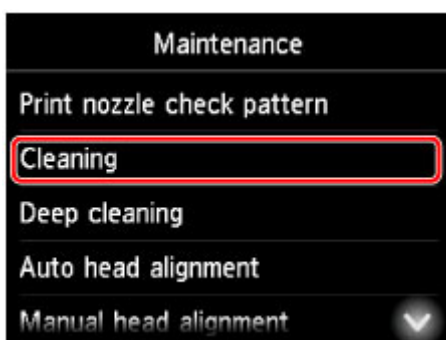 Maintenance
Print nozzle check pattern
Cleaning
Deep cleaning
Auto head alignment
Manual head alignment